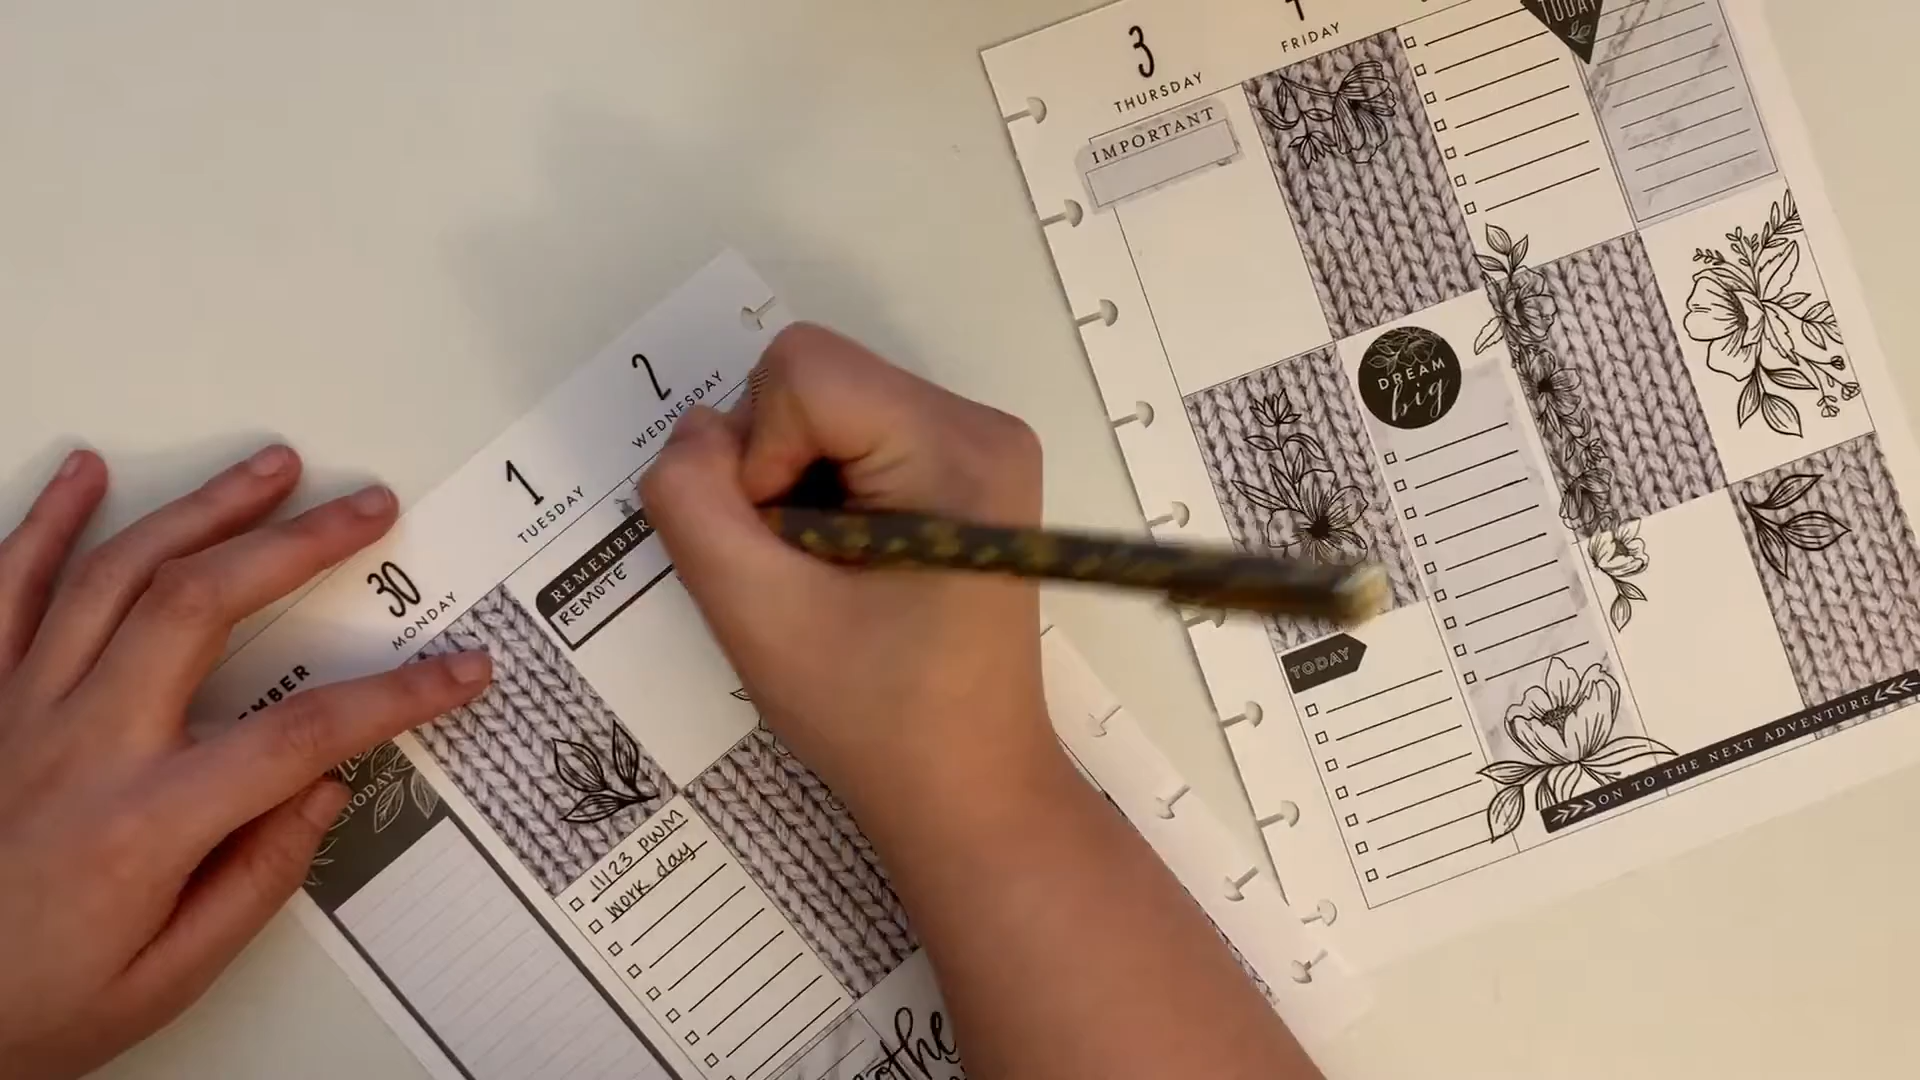 30
MONDAY
1
TUESDAY
2
WEDNESDAY
REMEMBER
REMOTE
TODAY
11/23 PWM
work day
3
THURSDAY
FRIDAY
IMPORTANT
TODAY
DREAM
big
TODAY
ON TO THE NEXT ADVENTURE